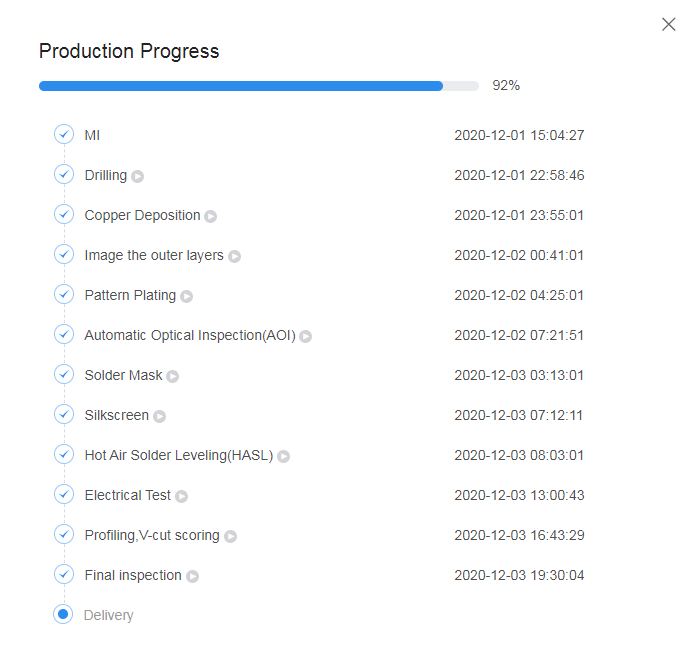 Production Progress
92%
MI 2020-12-01 15:04:27
Drilling 2020-12-01 22:58:46
Copper Deposition 2020-12-01 23:55:01
Image the outer layers 2020-12-02 00:41:01
Pattern Plating 2020-12-02 04:25:01
Automatic Optical Inspection(AOI) 2020-12-02 07:21:51
Solder Mask 2020-12-03 03:13:01
Silkscreen 2020-12-03 07:12:11
Hot Air Solder Leveling(HASL) 2020-12-03 08:03:01
Electrical Test 2020-12-03 13:00:43
Profiling,V-cut scoring 2020-12-03 16:43:29
Final inspection 2020-12-03 19:30:04
Delivery